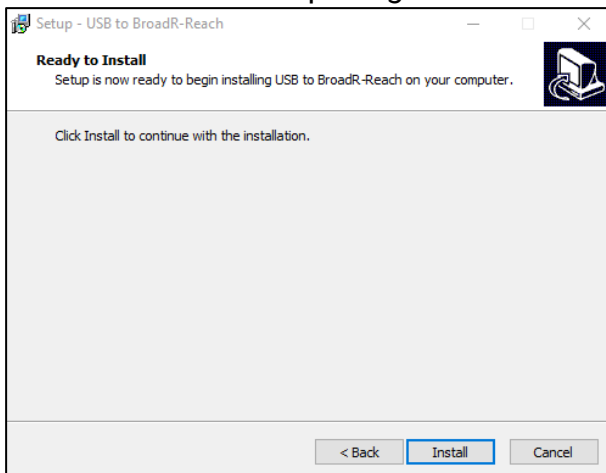 Setup - USB to BroadR-Reach
Ready to Install
Setup is now ready to begin installing USB to BroadR-Reach on your computer.
Click Install to continue with the installation.
< Back
Install
Cancel